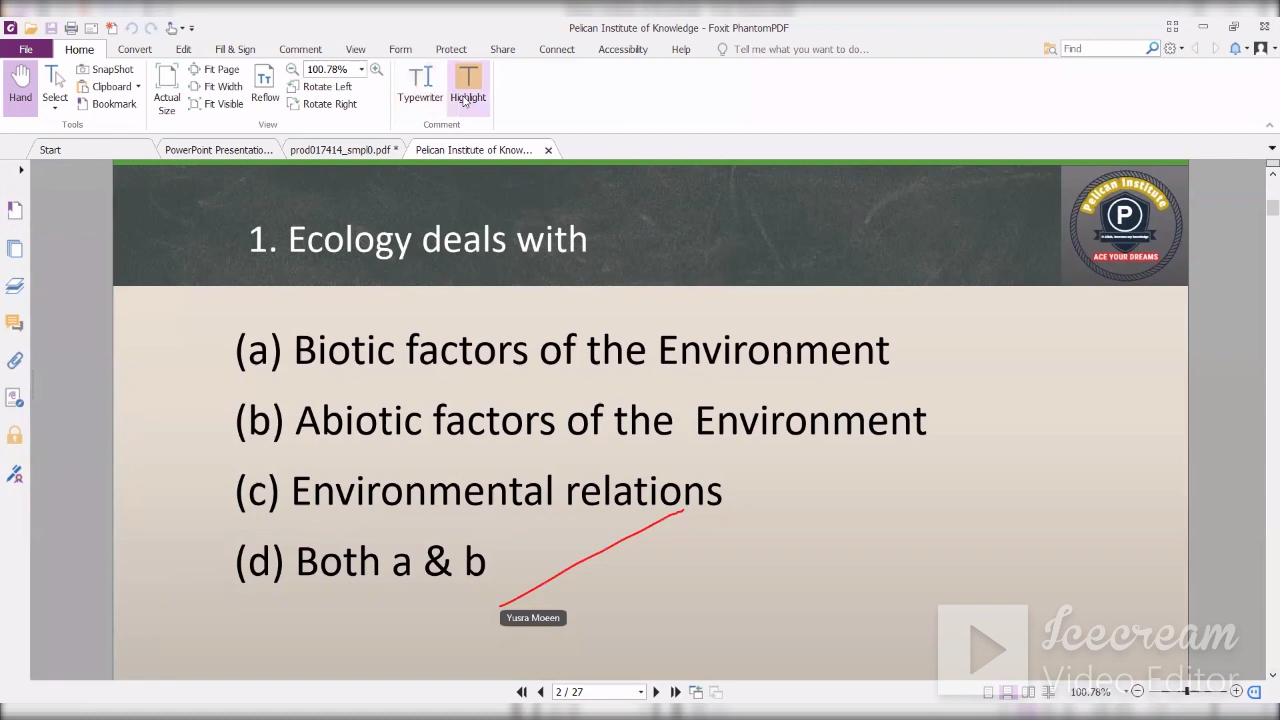 Pelican Institute of Knowledge - Foxit PhantomPDF
File Home Convert Edit Fill & Sign Comment View Form Protect Share Connect Accessibility Help Tell me what you want to do... Find
Hand
Select
SnapShot
Clipboard
Bookmark
Tools
Actual Size
Fit Page
Fit Width
Fit Visible
Reflow
100.78%
Rotate Left
Rotate Right
View
Typewriter
Highlight
Comment
Start PowerPoint Presentatio... prod017414_smpl0.pdf * Pelican Institute of Know...
1. Ecology deals with
Pelican Institute
P
ACE YOUR DREAMS
(a) Biotic factors of the Environment
(b) Abiotic factors of the Environment
(c) Environmental relations
(d) Both a & b
Yusra Moeen
Icecream
Video Editor
2 / 27
100.78%